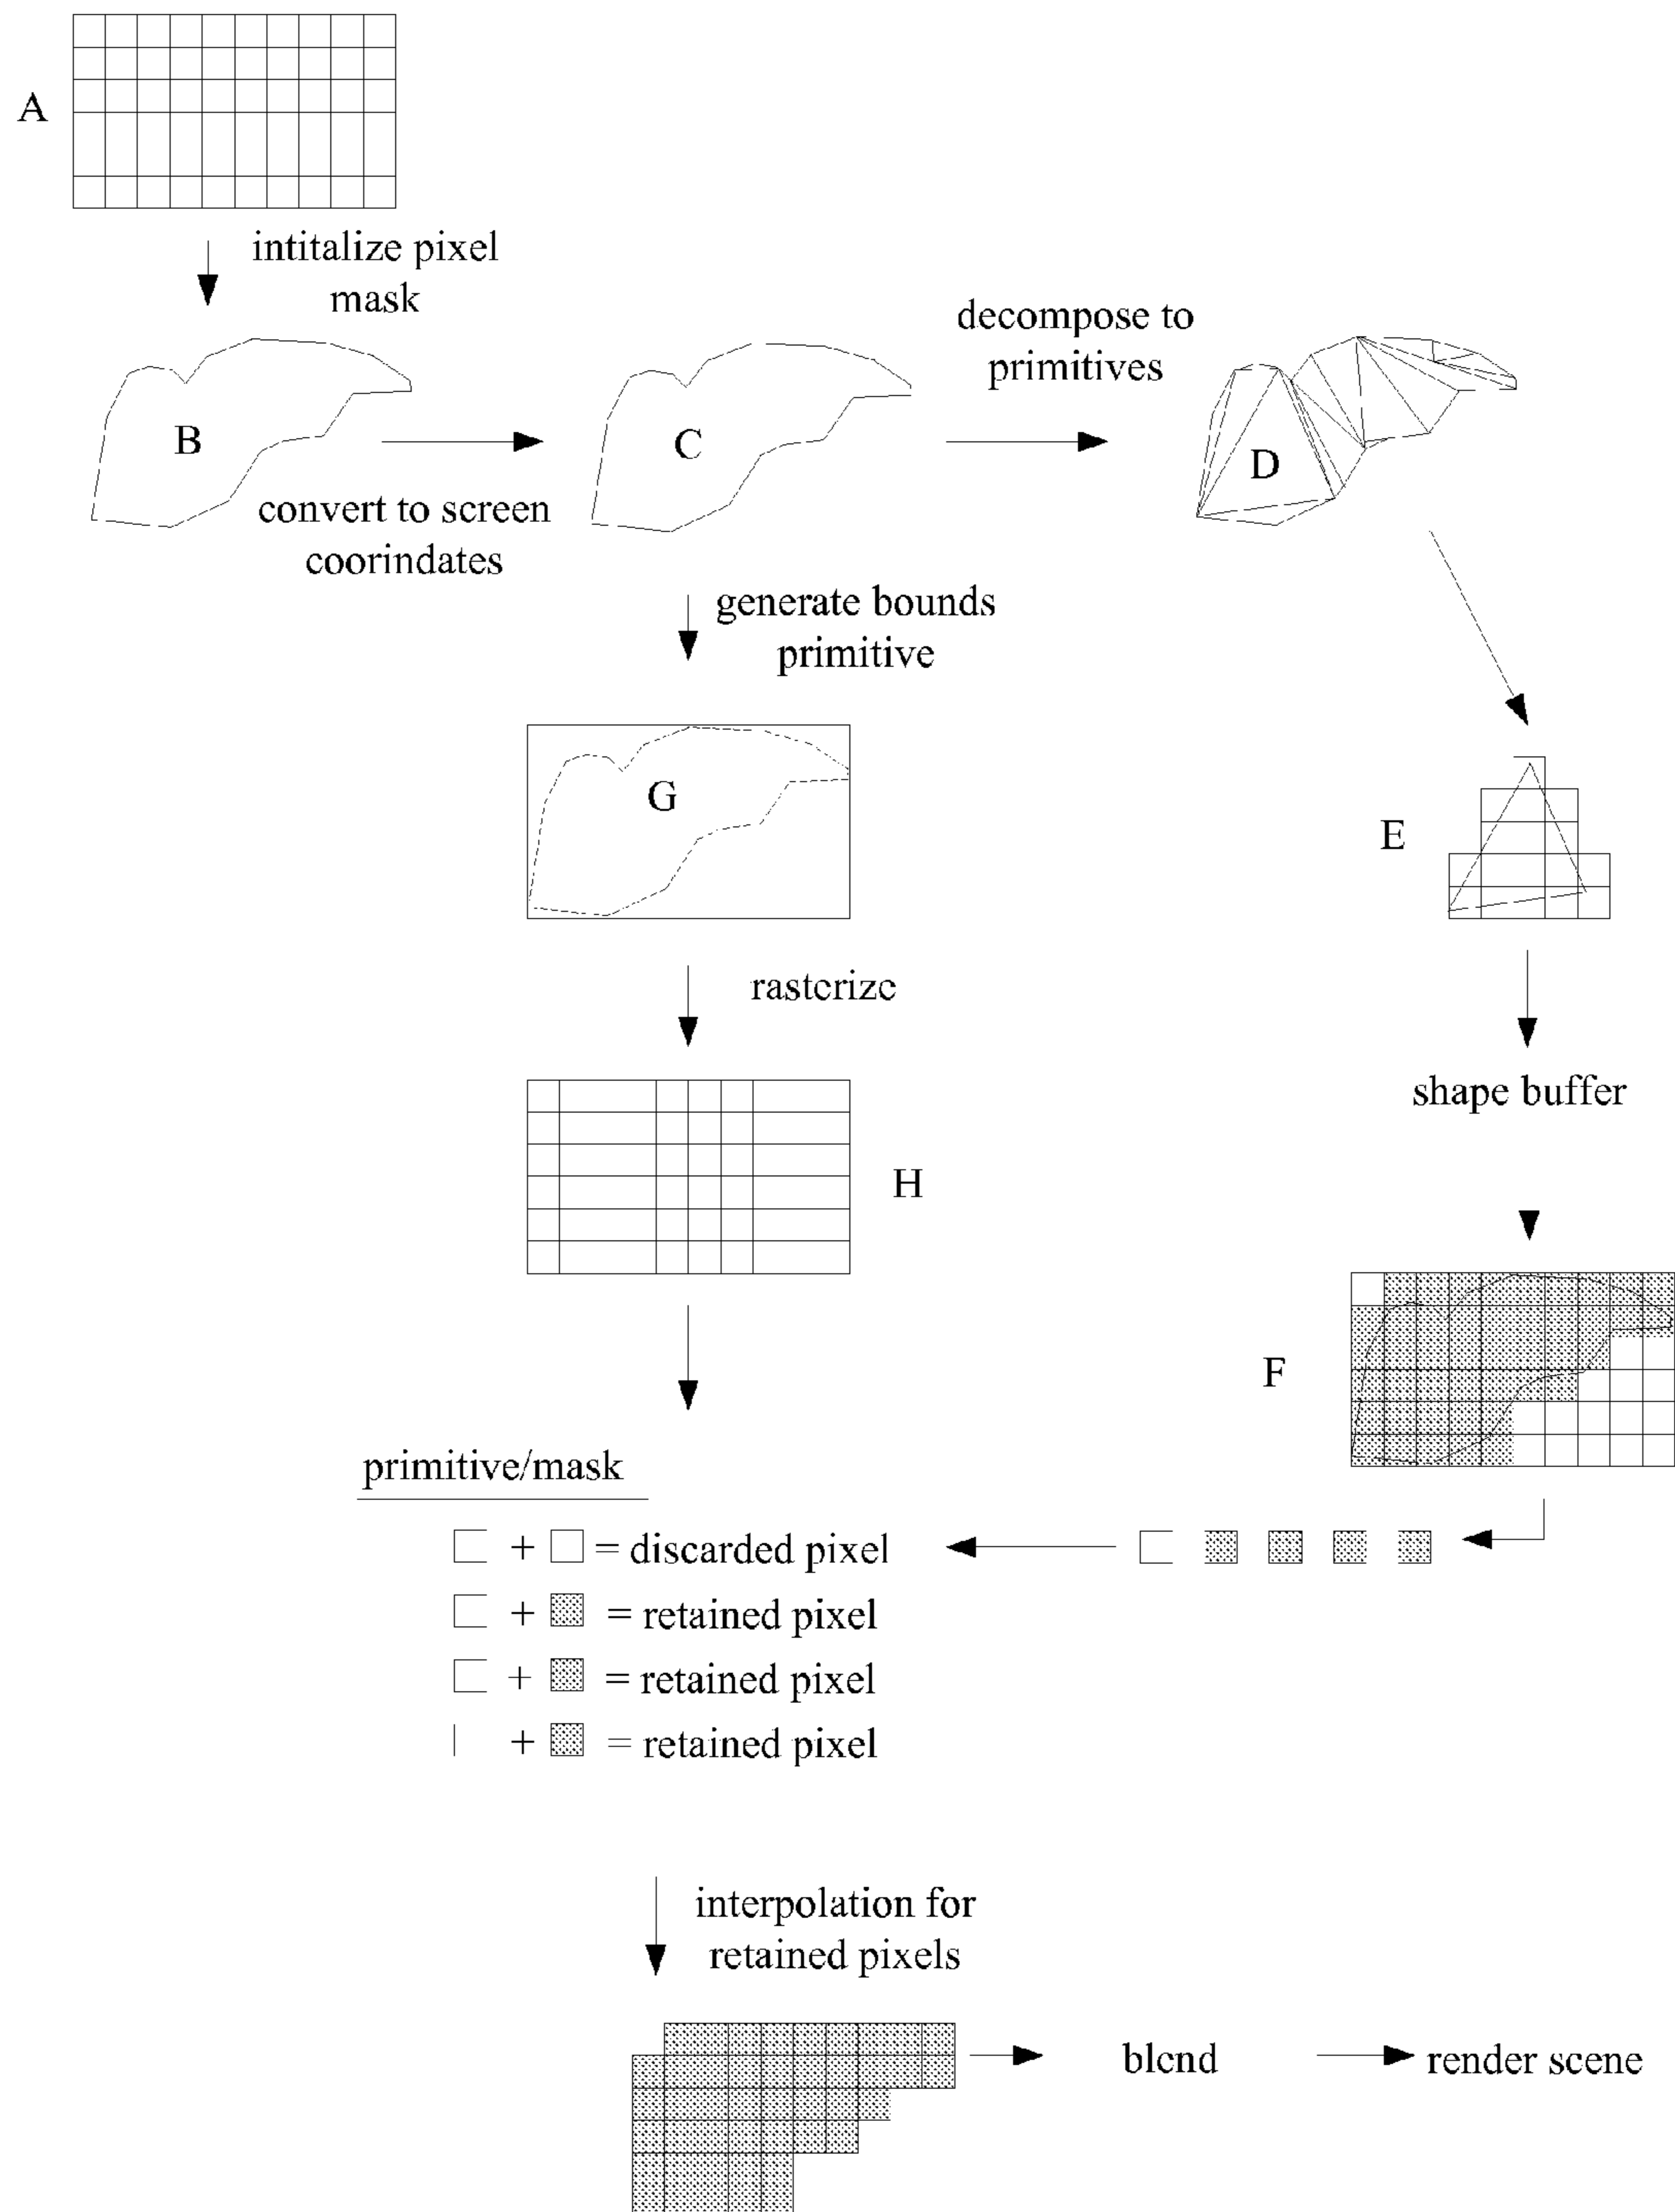 A
intitalize pixel
mask
decompose to
primitives
B
C
D
convert to screen
coorindates
generate bounds
primitive
G
E
rasterize
shape buffer
H
F
primitive/mask
+ = discarded pixel
+ = retained pixel
+ = retained pixel
+ = retained pixel
interpolation for
retained pixels
blend
render scene